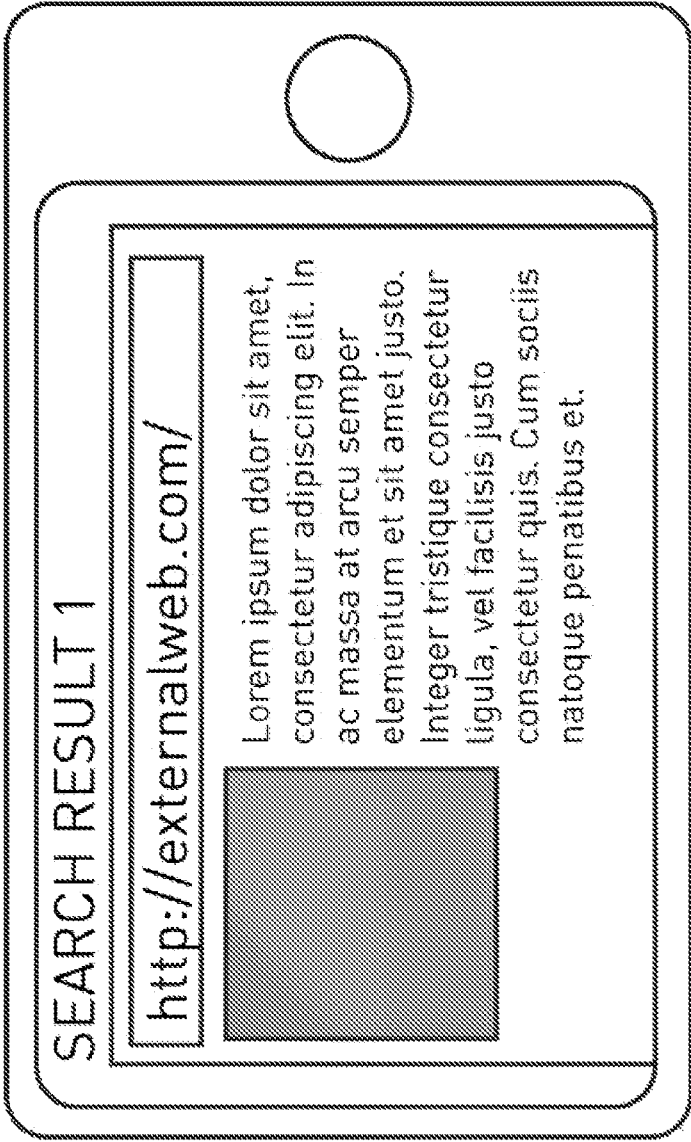 SEARCH RESULT 1
http://externalweb.com/
Lorem ipsum dolor sit amet,
consectetur adipiscing elit. In
ac massa at arcu semper
elementum et sit amet justo.
Integer tristique consectetur
ligula, vel facilisis justo
consectetur quis. Cum sociis
natoque penatibus et.